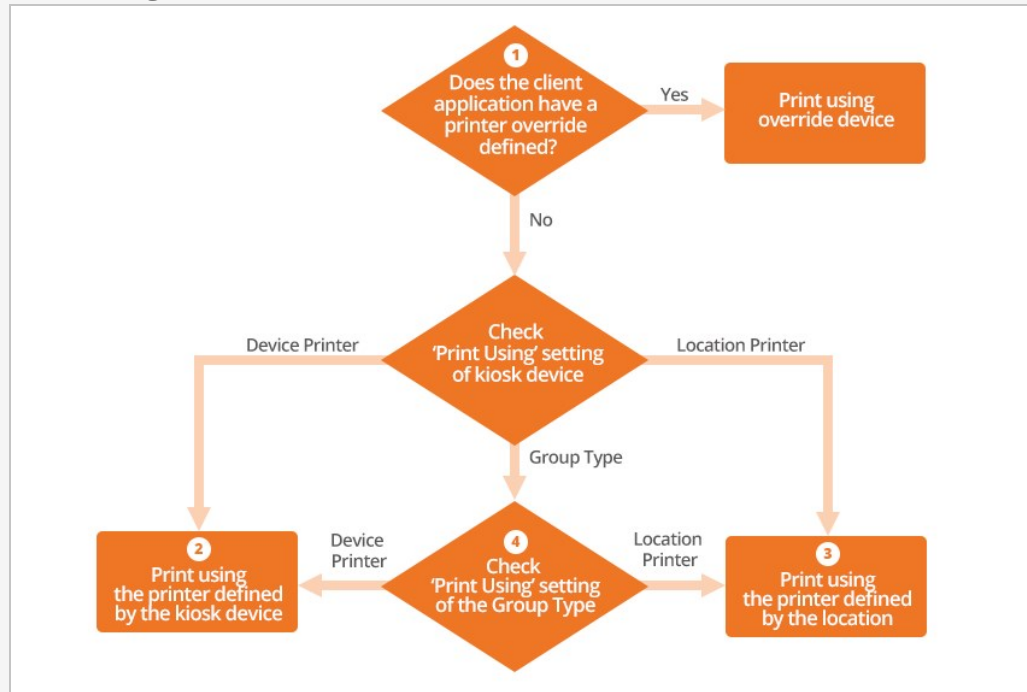 1
Does the client
application have a
printer override
defined?
Yes
Print using
override device
No
Check
‘Print Using’ setting
of kiosk device
Device Printer
Location Printer
Group Type
2
Print using
the printer defined
by the kiosk device
Device
Printer
4
Check
‘Print Using’ setting
of the Group Type
Location
Printer
3
Print using
the printer defined
by the location